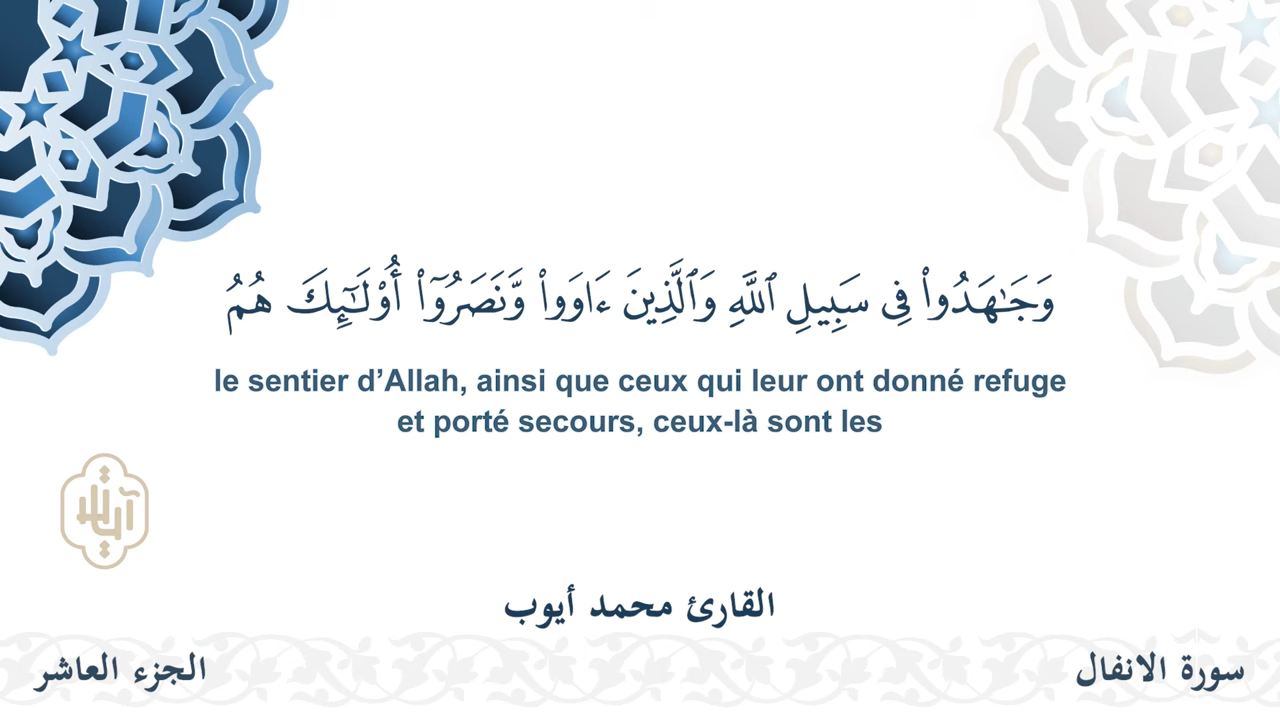 وَجَـٰهَدُوا۟ فِى سَبِيلِ ٱللَّهِ وَٱلَّذِينَ ءَاوَوا۟ وَّنَصَرُوٓا۟ أُو۟لَـٰٓئِكَ هُمُ
le sentier d’Allah, ainsi que ceux qui leur ont donné refuge
et porté secours, ceux-là sont les
القارئ محمد أيوب
سورة الانفال
الجزء العاشر